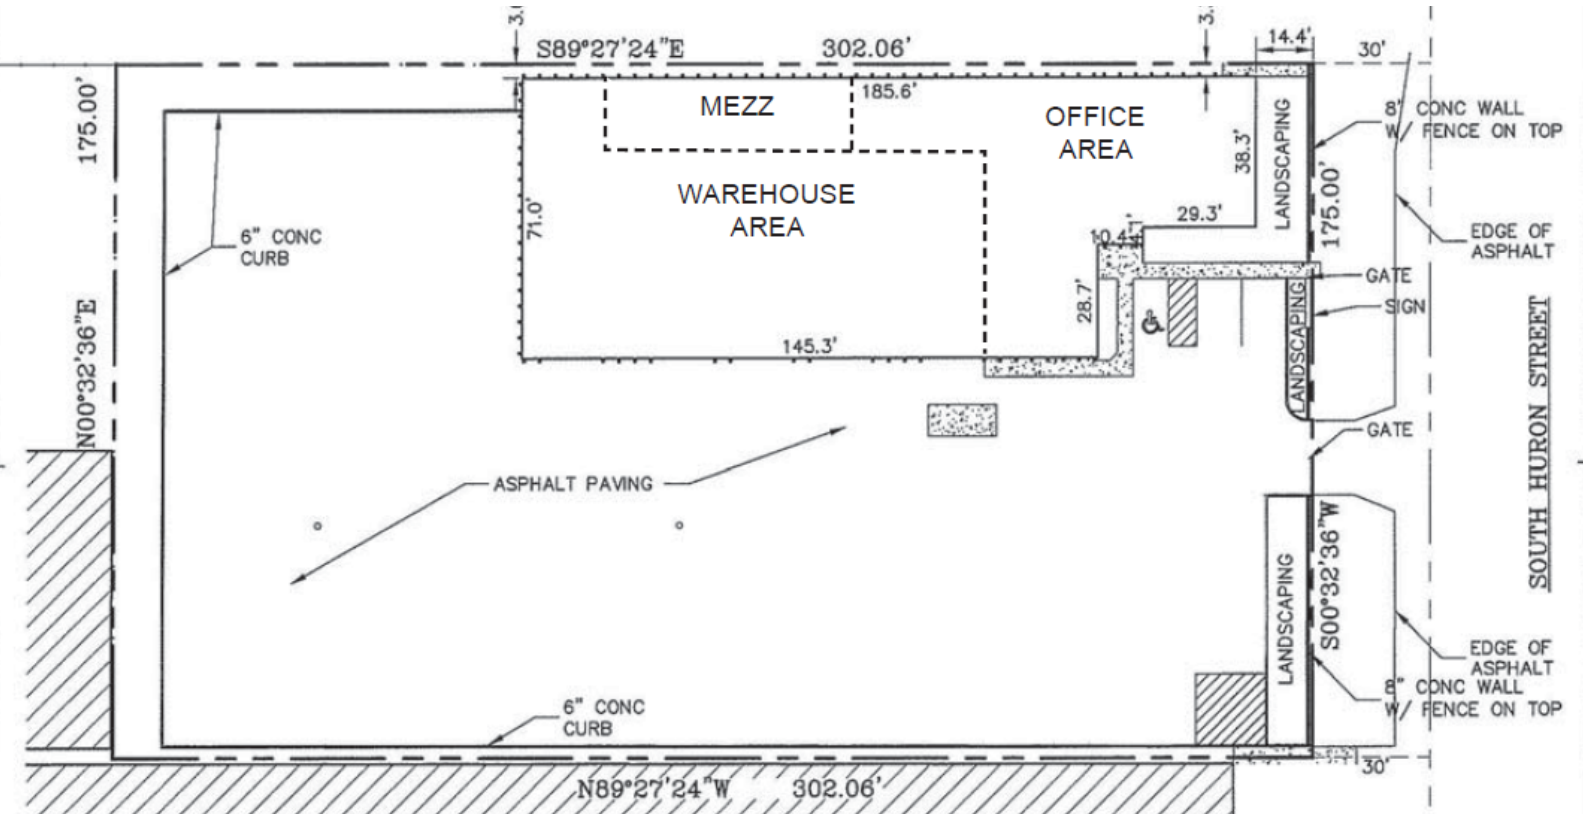 3.
3.
14.4'
S89°27'24"E
302.06'
30'
175.00'
MEZZ
185.6'
OFFICE
AREA
38.3'
LANDSCAPING
8' CONC WALL
W/ FENCE ON TOP
175.00'
WAREHOUSE
AREA
71.0'
29.3'
10.4'
6" CONC
CURB
EDGE OF
ASPHALT
GATE
SIGN
28.7'
LANDSCAPING
N00°32'36"E
145.3'
SOUTH HURON STREET
GATE
ASPHALT PAVING
S00°32'36"W
LANDSCAPING
EDGE OF
ASPHALT
8" CONC WALL
W/ FENCE ON TOP
6" CONC
CURB
30'
N89°27'24"W
302.06'